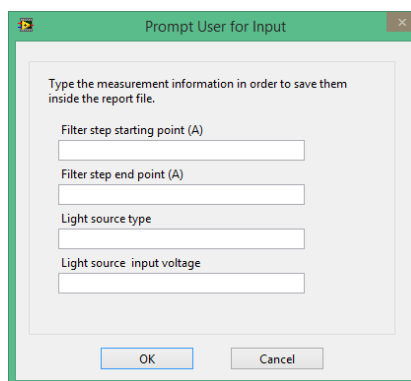 Prompt User for Input
Type the measurement information in order to save them
inside the report file.
Filter step starting point (A)
Filter step end point (A)
Light source type
Light source  input voltage
OK
Cancel